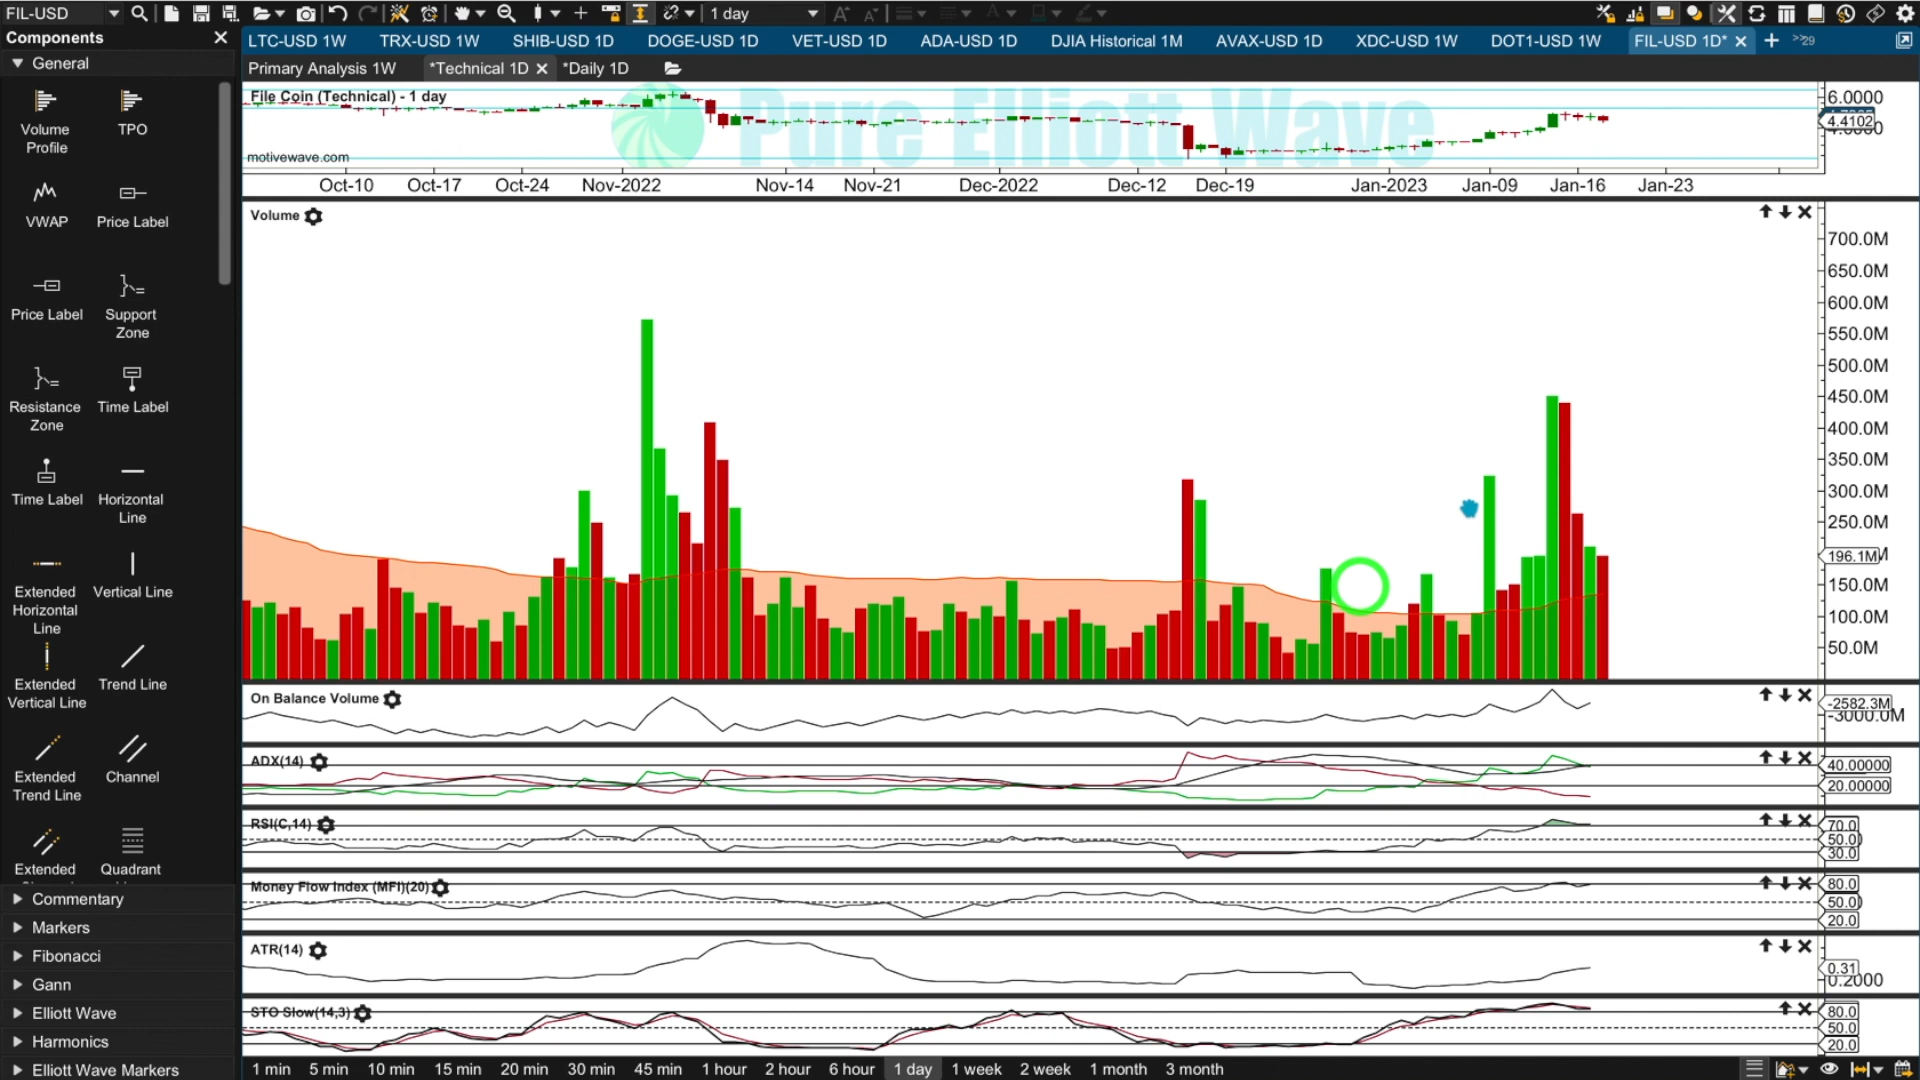 FIL-USD
1 day
Components
LTC-USD 1W
TRX-USD 1W
SHIB-USD 1D
DOGE-USD 1D
VET-USD 1D
ADA-USD 1D
DJIA Historical 1M
AVAX-USD 1D
XDC-USD 1W
DOT1-USD 1W
FIL-USD 1D*
>>29
General
Primary Analysis 1W
*Technical 1D
*Daily 1D
File Coin (Technical) - 1 day
Pure Elliott Wave
6.0000
4.4102
motivewave.com
Oct-10
Oct-17
Oct-24
Nov-2022
Nov-14
Nov-21
Dec-2022
Dec-12
Dec-19
Jan-2023
Jan-09
Jan-16
Jan-23
Volume Profile
TPO
VWAP
Price Label
Price Label
Support Zone
Resistance Zone
Time Label
Time Label
Horizontal Line
Extended Horizontal Line
Vertical Line
Extended Vertical Line
Trend Line
Extended Trend Line
Channel
Extended
Quadrant
Commentary
Markers
Fibonacci
Gann
Elliott Wave
Harmonics
Elliott Wave Markers
Volume
700.0M
650.0M
600.0M
550.0M
500.0M
450.0M
400.0M
350.0M
300.0M
250.0M
196.1M
150.0M
100.0M
50.0M
On Balance Volume
-2582.3M
-3000.0M
ADX(14)
40.00000
20.00000
RSI(C,14)
70.0
50.0
30.0
Money Flow Index (MFI)(20)
80.0
50.0
20.0
ATR(14)
0.31
0.2000
STO Slow(14,3)
80.0
50.0
20.0
1 min
5 min
10 min
15 min
20 min
30 min
45 min
1 hour
2 hour
6 hour
1 day
1 week
2 week
1 month
3 month